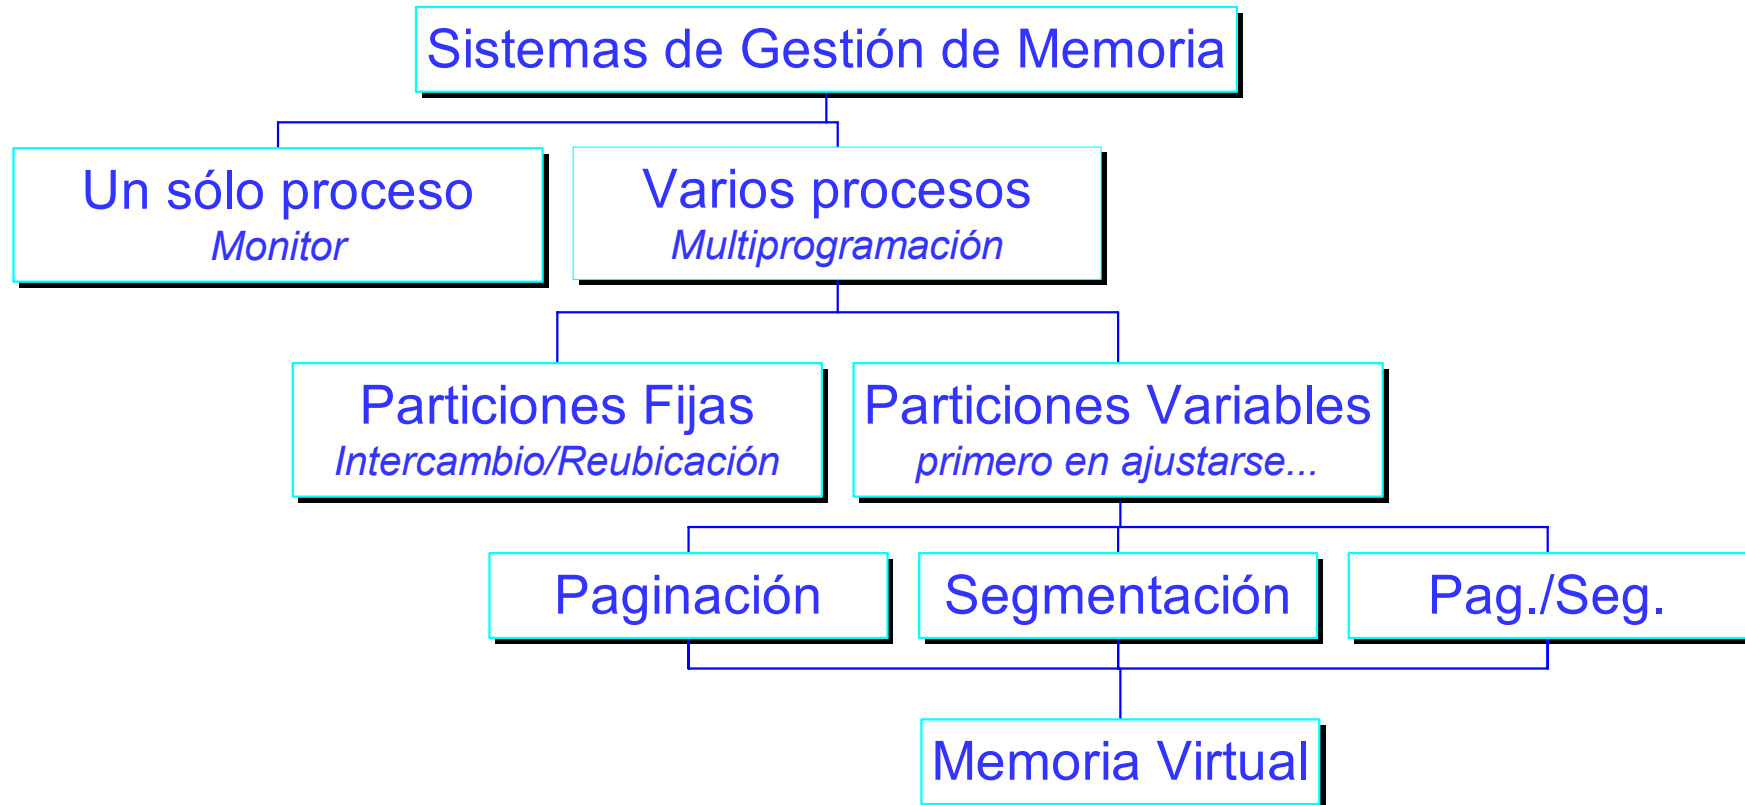 Sistemas de Gestión de Memoria
Un sólo proceso
Monitor
Varios procesos
Multiprogramación
Particiones Fijas
Intercambio/Reubicación
Particiones Variables
primero en ajustarse...
Paginación
Segmentación
Pag./Seg.
Memoria Virtual